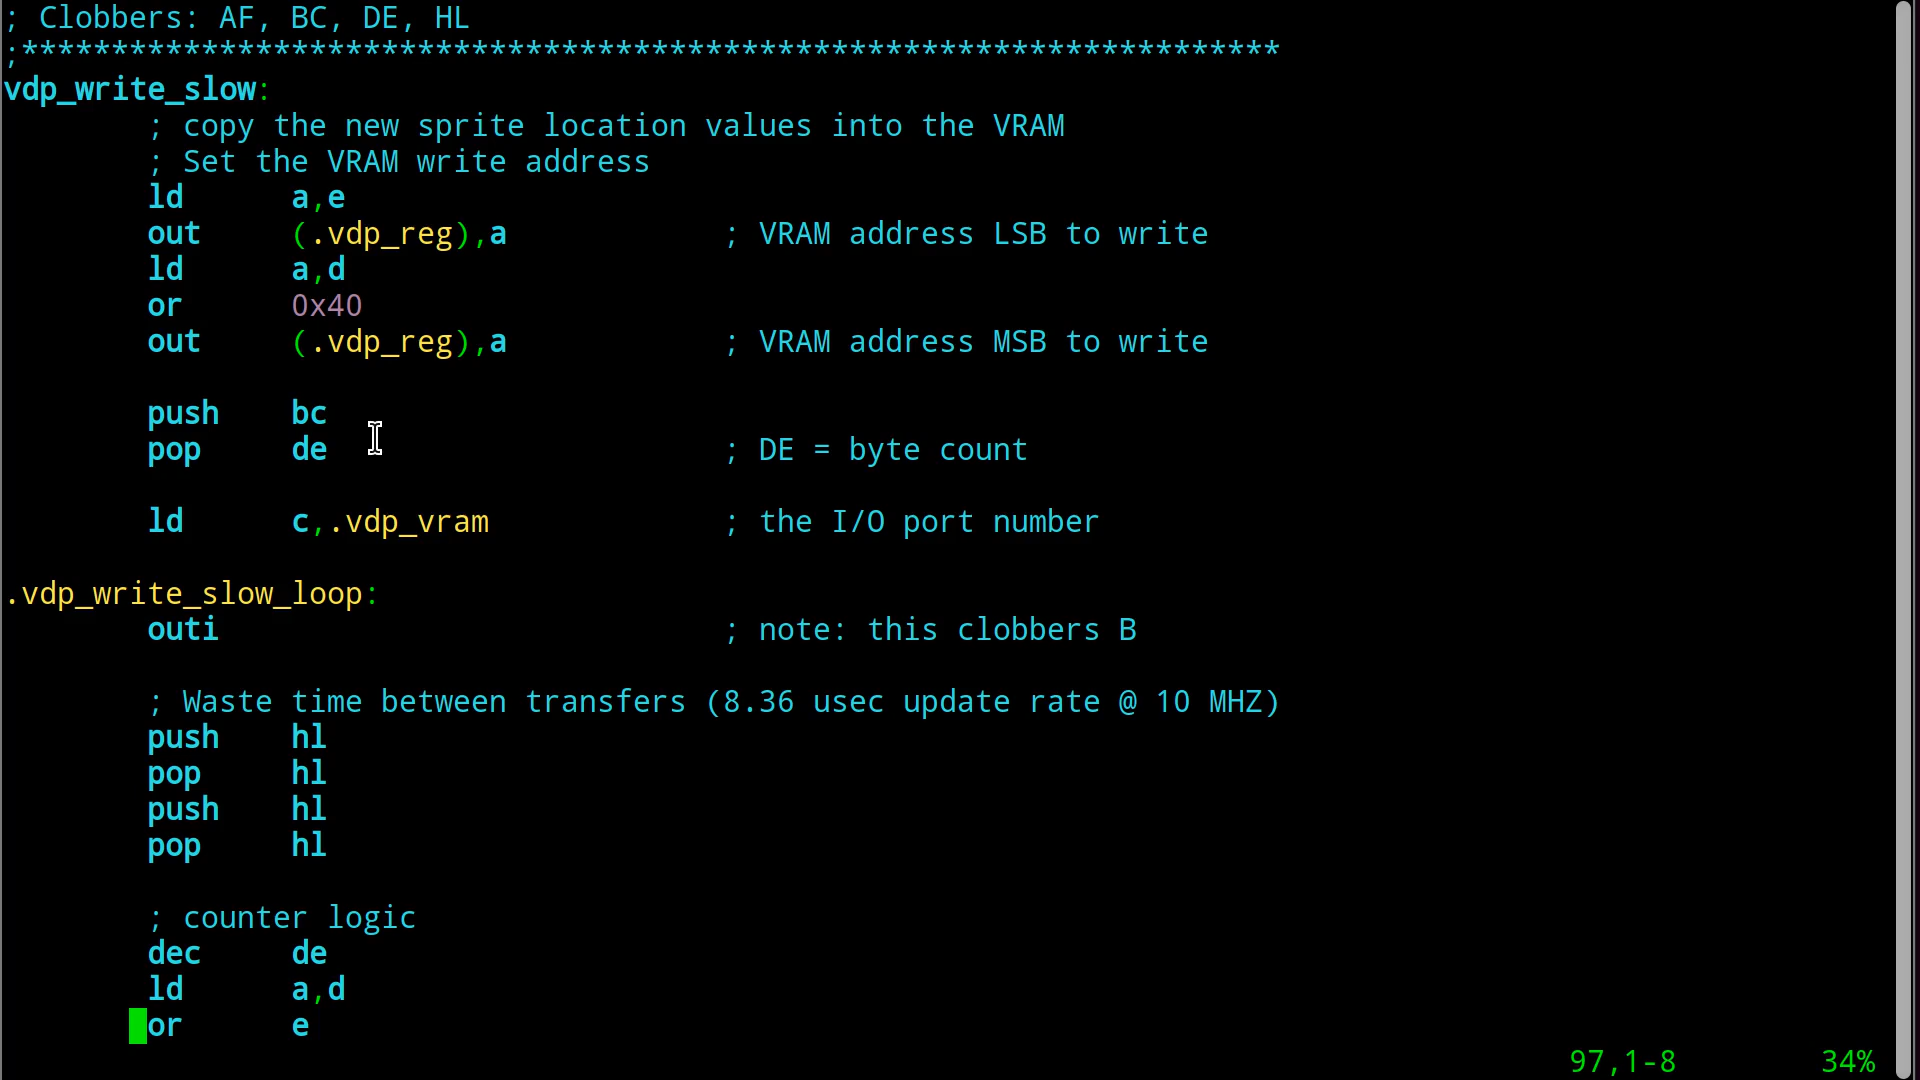 ; Clobbers: AF, BC, DE, HL
;**********************************************************************
vdp_write_slow:
        ; copy the new sprite location values into the VRAM
        ; Set the VRAM write address
        ld      a,e
        out     (.vdp_reg),a            ; VRAM address LSB to write
        ld      a,d
        or      0x40
        out     (.vdp_reg),a            ; VRAM address MSB to write
        push    bc
        pop     de                      ; DE = byte count
        ld      c,.vdp_vram             ; the I/O port number
.vdp_write_slow_loop:
        outi                            ; note: this clobbers B
        ; Waste time between transfers (8.36 usec update rate @ 10 MHZ)
        push    hl
        pop     hl
        push    hl
        pop     hl
        ; counter logic
        dec     de
        ld      a,d
        or      e
97,1-8        34%